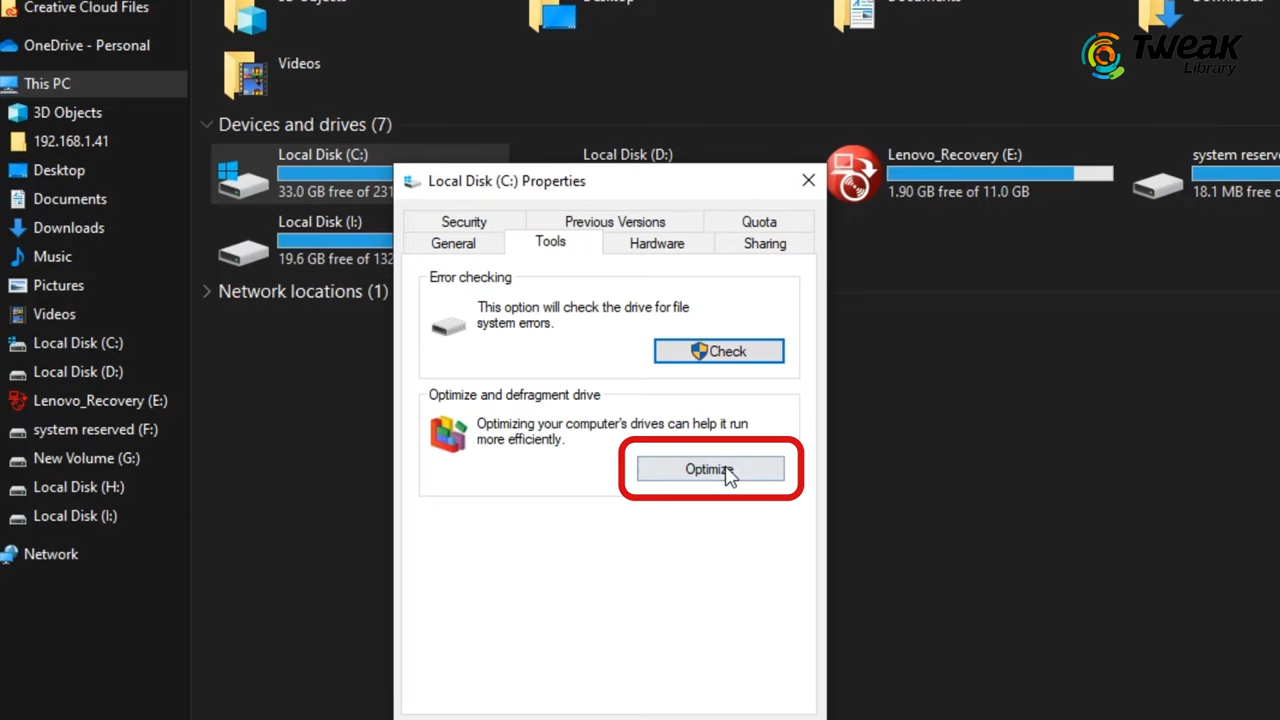 Creative Cloud Files
OneDrive - Personal
This PC
3D Objects
192.168.1.41
Desktop
Documents
Downloads
Music
Pictures
Videos
Local Disk (C:)
Local Disk (D:)
Lenovo_Recovery (E:)
system reserved (F:)
New Volume (G:)
Local Disk (H:)
Local Disk (I:)
Network
3D Objects
Desktop
Documents
Downloads
Videos
TWEAK
Library
Devices and drives (7)
Local Disk (C:)
33.0 GB free of 231
Local Disk (D:)
Lenovo_Recovery (E:)
1.90 GB free of 11.0 GB
system reserve
18.1 MB free o
Local Disk (I:)
19.6 GB free of 132
Network locations (1)
Local Disk (C:) Properties
Security
Previous Versions
Quota
General
Tools
Hardware
Sharing
Error checking
This option will check the drive for file
system errors.
Check
Optimize and defragment drive
Optimizing your computer's drives can help it run
more efficiently.
Optimize